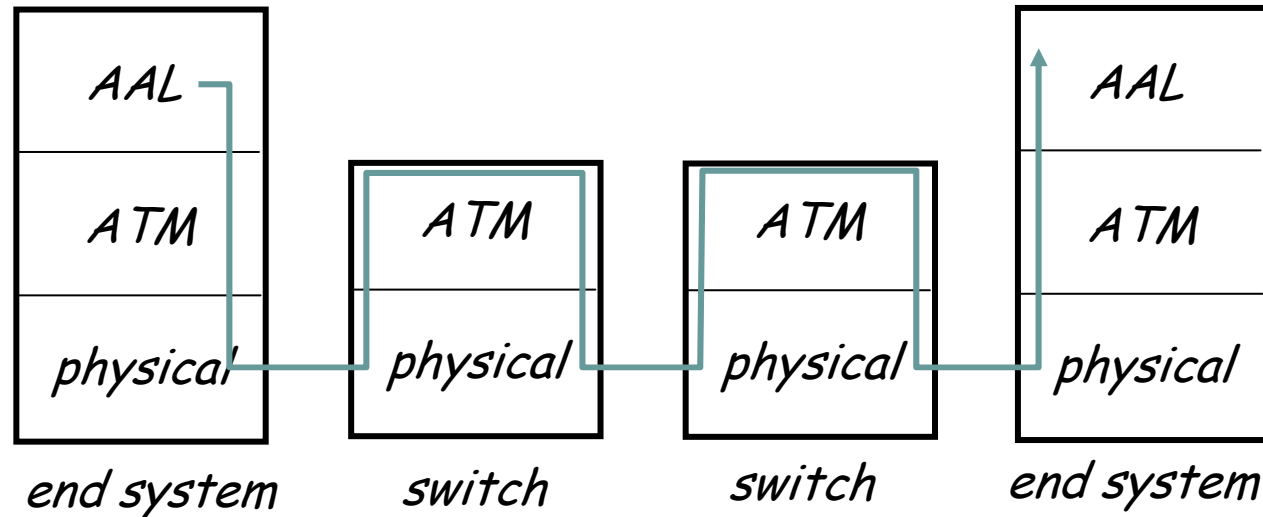 AAL
AAL
ATM
ATM
ATM
ATM
physical
physical
physical
physical
end system
switch
switch
end system